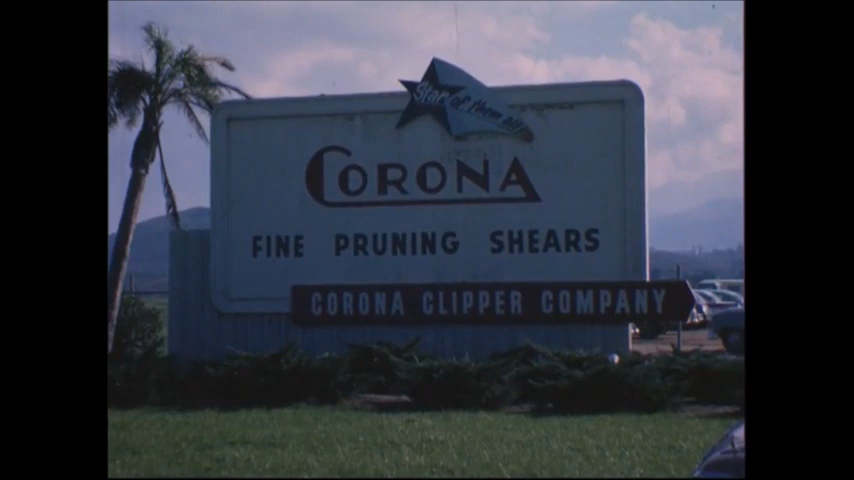 Star of them all!
CORONA
FINE PRUNING SHEARS
CORONA CLIPPER COMPANY